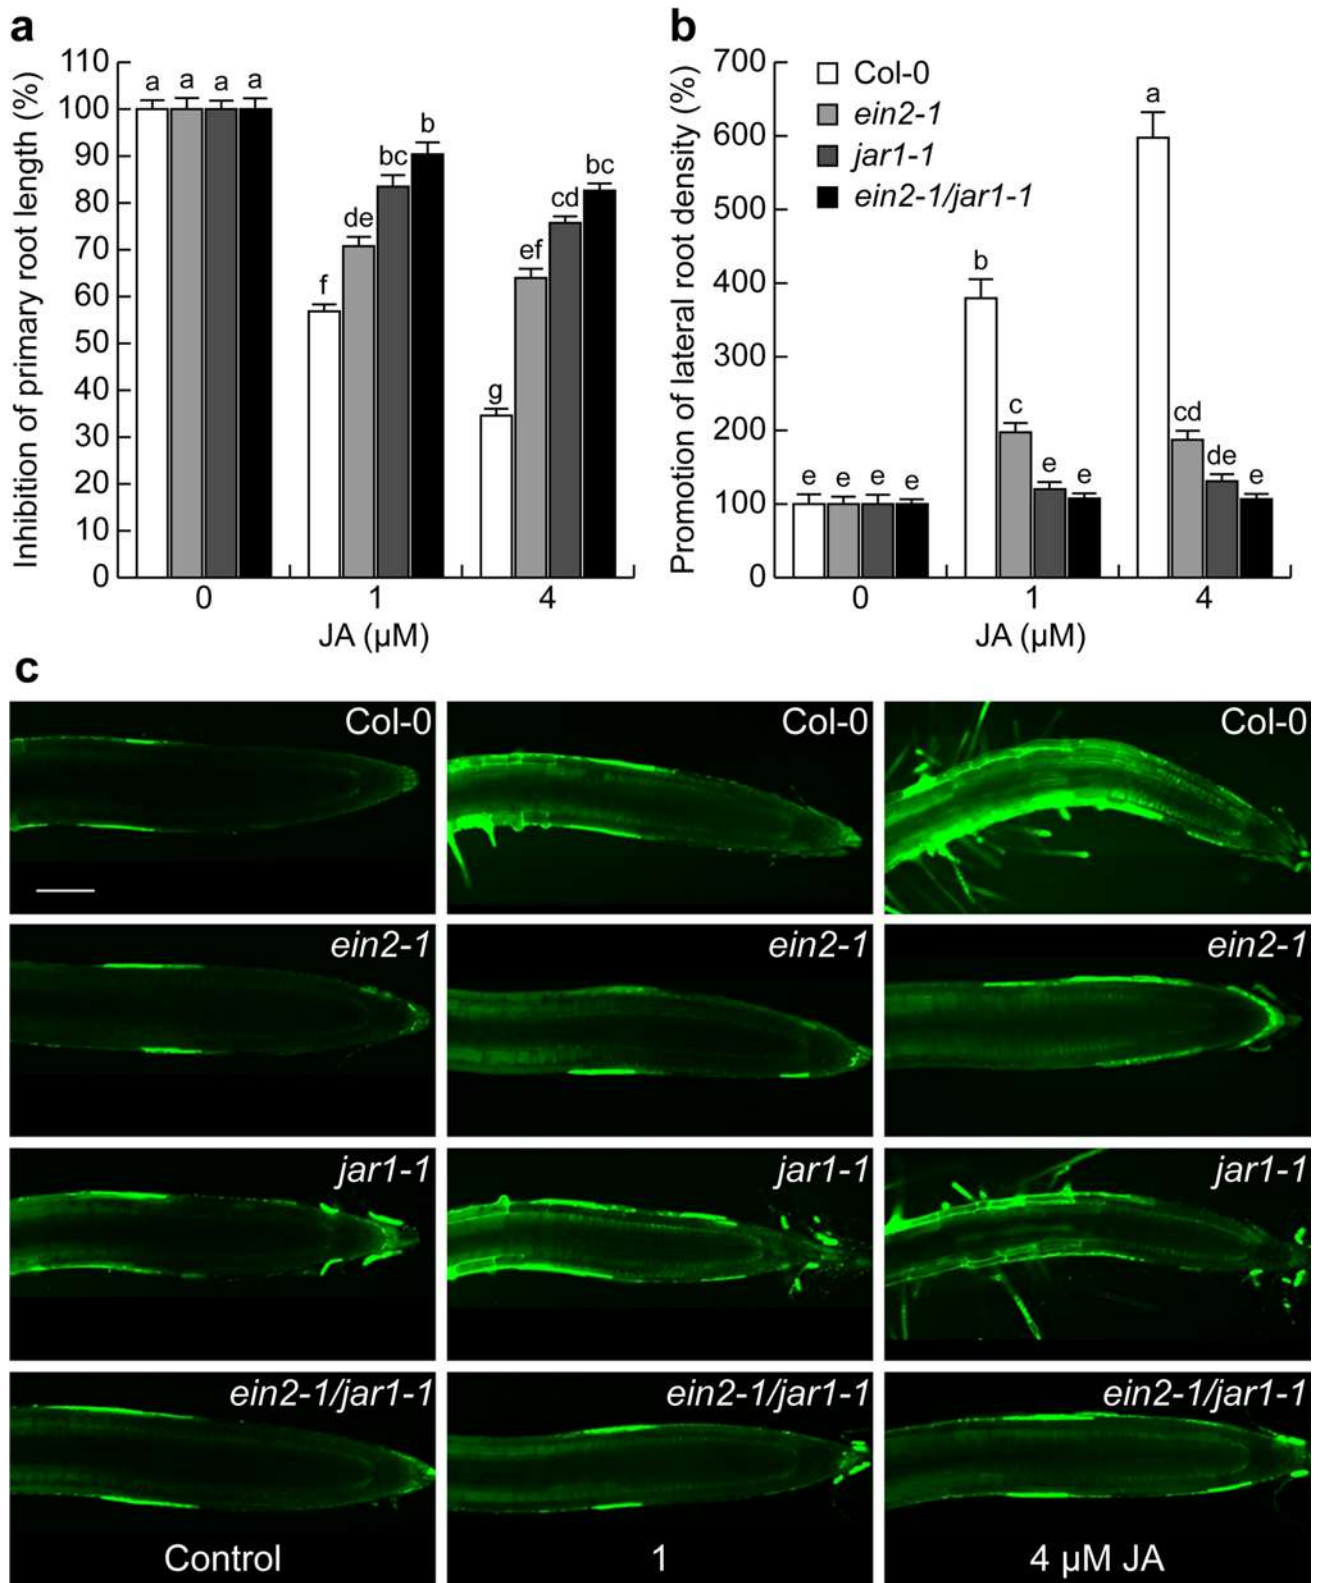 a
Inhibition of primary root length (%)
110
100
90
80
70
60
50
40
30
20
10
0
a a a a
f de bc b
g ef cd bc
0 1 4
JA (µM)
b
Promotion of lateral root density (%)
700
600
500
400
300
200
100
0
Col-0
ein2-1
jar1-1
ein2-1/jar1-1
e e e e
b c e e
a cd de e
0 1 4
JA (µM)
c
Col-0 Col-0 Col-0
ein2-1 ein2-1 ein2-1
jar1-1 jar1-1 jar1-1
ein2-1/jar1-1 ein2-1/jar1-1 ein2-1/jar1-1
Control 1 4 µM JA